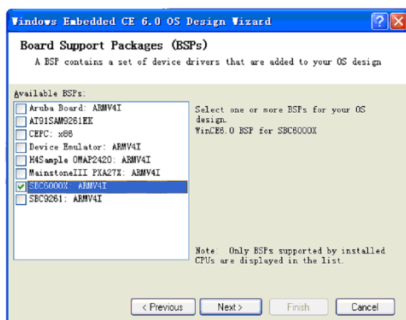 Windows Embedded CE 6.0 OS Design Wizard
Board Support Packages (BSPs)
A BSP contains a set of device drivers that are added to your OS design
Available BSPs:
Aruba Board: ARMV4I
AT91SAM9261EK
CEPC: x86
Device Emulator: ARMV4I
H4Sample OMAP2420: ARMV4I
MainstoneIII PXA27X: ARMV4I
SBC6000X: ARMV4I
SBC9261: ARMV4I
Select one or more BSPs for your OS
design.
WinCE6.0 BSP for SBC6000X
Note: Only BSPs supported by installed
CPUs are displayed in the list.
< Previous
Next >
Finish
Cancel